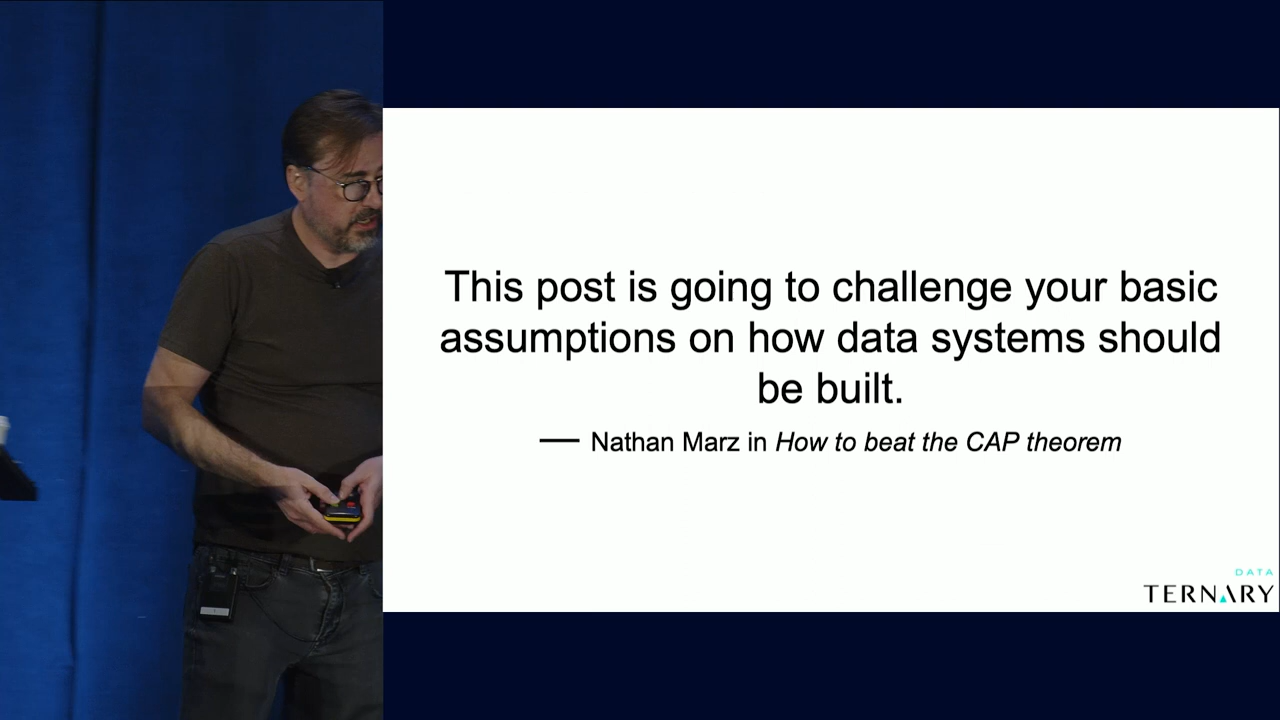 This post is going to challenge your basic
assumptions on how data systems should
be built.
— Nathan Marz in How to beat the CAP theorem
DATA
TERNARY